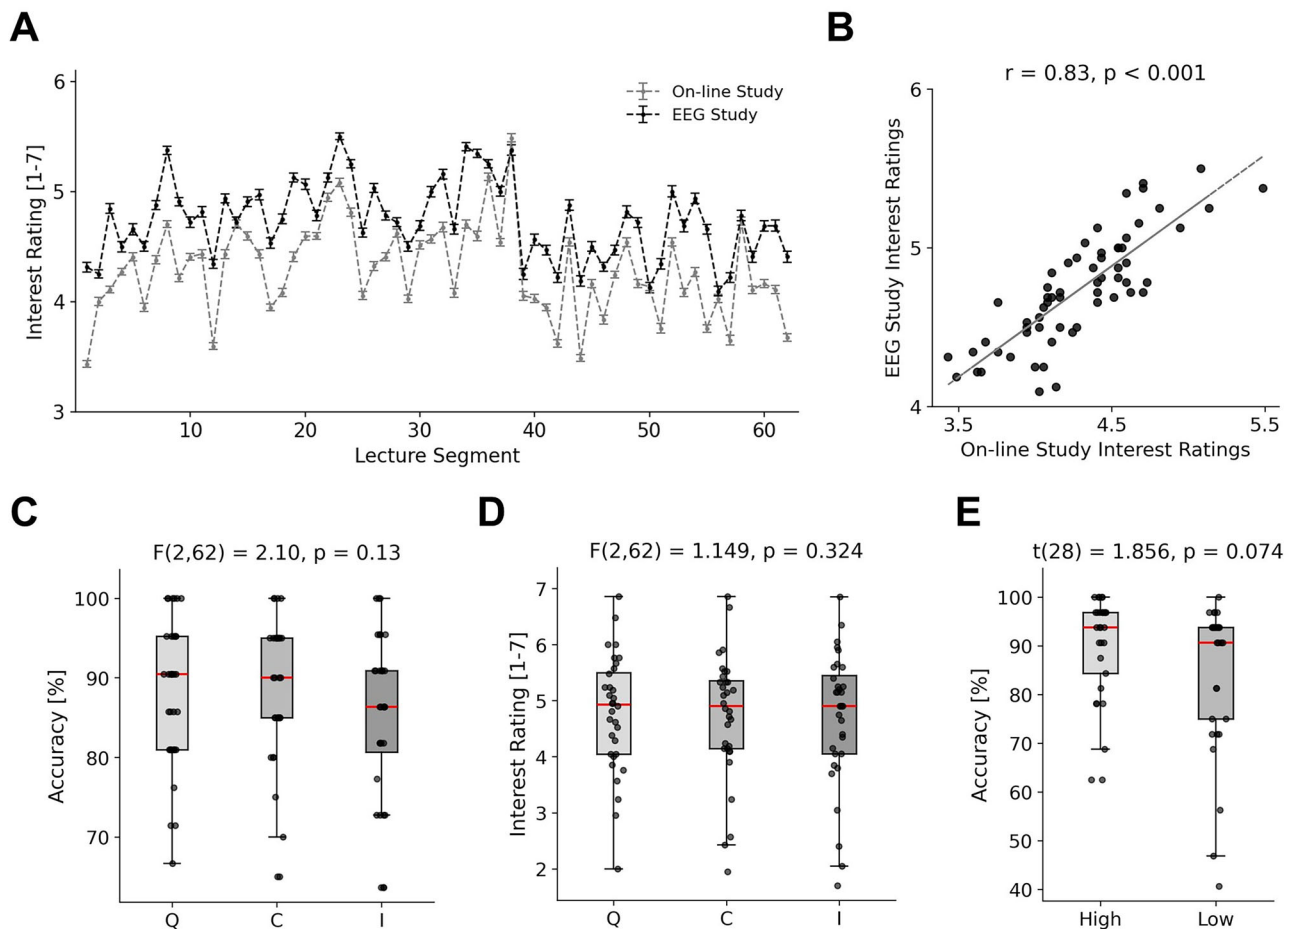 A
Interest Rating [1-7]
6
5
4
3
10
20
30
40
50
60
Lecture Segment
On-line Study
EEG Study
B
r = 0.83, p < 0.001
EEG Study Interest Ratings
6
5
4
3.5
4.5
5.5
On-line Study Interest Ratings
C
F(2,62) = 2.10, p = 0.13
Accuracy [%]
100
90
80
70
Q
C
I
D
F(2,62) = 1.149, p = 0.324
Interest Rating [1-7]
7
6
5
4
3
2
Q
C
I
E
t(28) = 1.856, p = 0.074
Accuracy [%]
100
90
80
70
60
50
40
High
Low